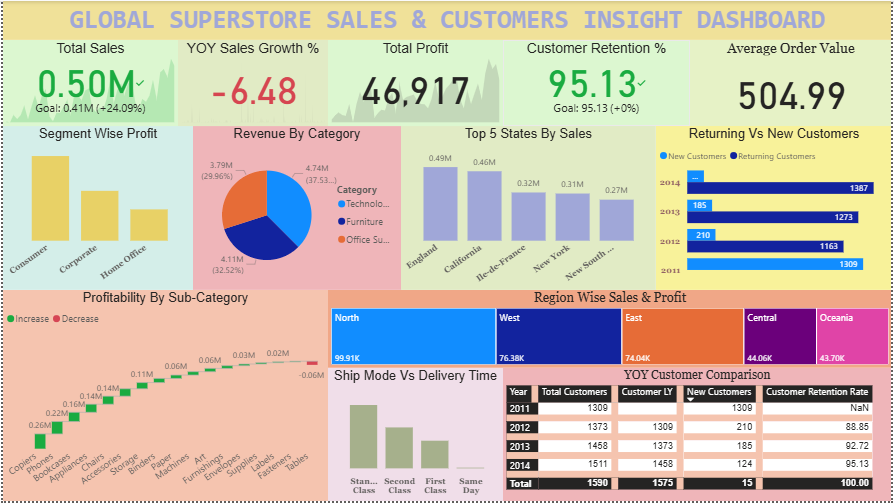 GLOBAL SUPERSTORE SALES & CUSTOMERS INSIGHT DASHBOARD
Total Sales
0.50M
Goal: 0.41M (+24.09%)
YOY Sales Growth %
-6.48
Total Profit
46,917
Customer Retention %
95.13
Goal: 95.13 (+0%)
Average Order Value
504.99
Segment Wise Profit
Consumer
Corporate
Home Office
Revenue By Category
3.79M
(29.96%)
4.74M
(37.53...)
4.11M
(32.52%)
Category
Technolo...
Furniture
Office Su...
Top 5 States By Sales
0.49M
0.46M
0.32M
0.31M
0.27M
England
California
Ile-de-France
New York
New South ...
Returning Vs New Customers
New Customers Returning Customers
2014 ... 1387
2013 185 1273
2012 210 1163
2011 1309
Profitability By Sub-Category
Increase Decrease
0.26M
0.22M
0.16M
0.14M
0.14M
0.11M
0.06M
0.06M
0.03M
0.02M
-0.06M
Copiers
Phones
Bookcases
Appliances
Chairs
Accessories
Storage
Binders
Paper
Machines
Art
Furnishings
Envelopes
Supplies
Labels
Fasteners
Tables
Region Wise Sales & Profit
North
99.91K
West
76.38K
East
74.04K
Central
44.06K
Oceania
43.70K
Ship Mode Vs Delivery Time
Stan... Class
Second Class
First Class
Same Day
YOY Customer Comparison
Year Total Customers Customer LY New Customers Customer Retention Rate
2011 1309 1309 NaN
2012 1373 1309 210 88.85
2013 1458 1373 185 92.72
2014 1511 1458 124 95.13
Total 1590 1575 15 100.00